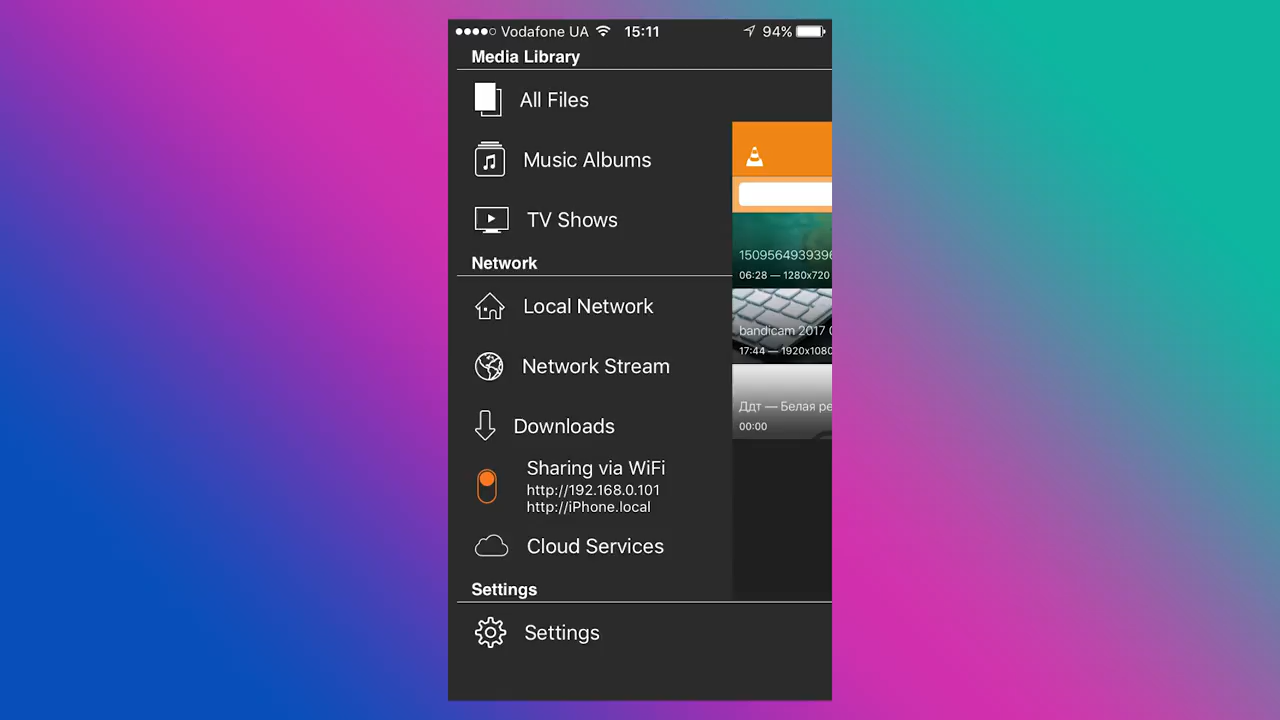 Vodafone UA 15:11 94%
Media Library
All Files
Music Albums
TV Shows
Network
Local Network
Network Stream
Downloads
Sharing via WiFi
http://192.168.0.101
http://iPhone.local
Cloud Services
Settings
Settings
1509564939396
06:28 — 1280x720
bandicam 2017
17:44 — 1920x1080
Ддт — Белая ре
00:00